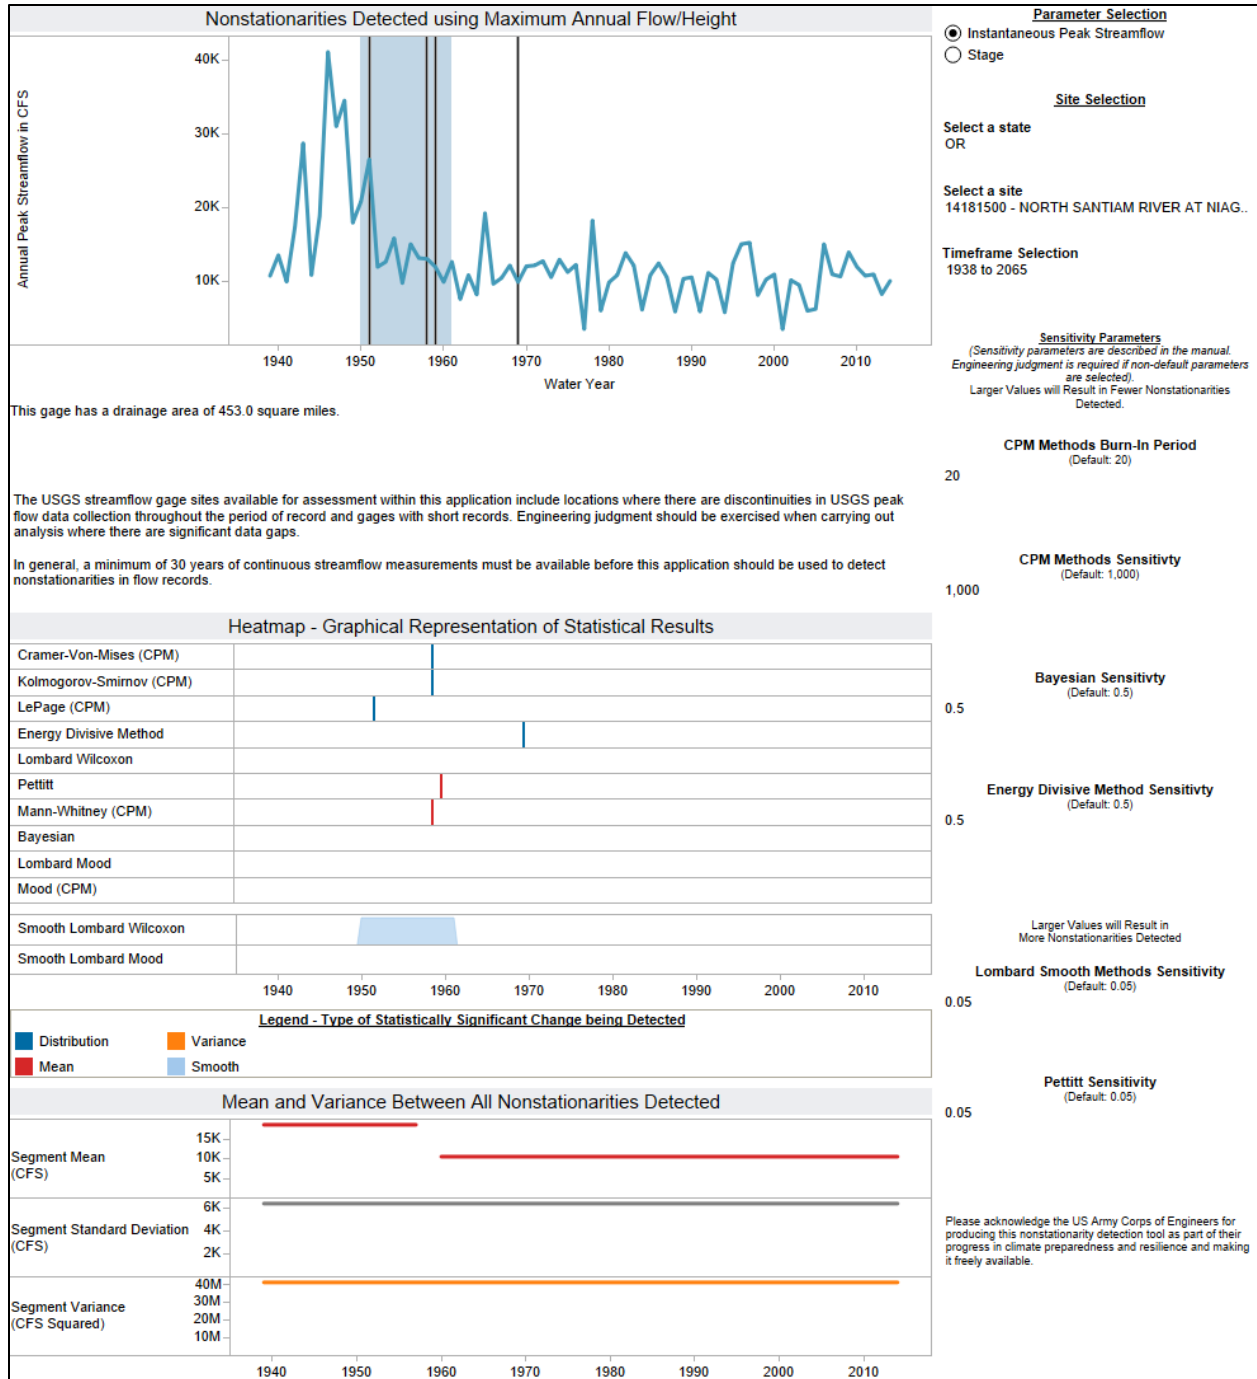 Nonstationarities Detected using Maximum Annual Flow/Height
Annual Peak Streamflow in CFS
40K
30K
20K
10K
1940 1950 1960 1970 1980 1990 2000 2010
Water Year
This gage has a drainage area of 453.0 square miles.
The USGS streamflow gage sites available for assessment within this application include locations where there are discontinuities in USGS peak
flow data collection throughout the period of record and gages with short records. Engineering judgment should be exercised when carrying out
analysis where there are significant data gaps.
In general, a minimum of 30 years of continuous streamflow measurements must be available before this application should be used to detect
nonstationarities in flow records.
Heatmap - Graphical Representation of Statistical Results
Cramer-Von-Mises (CPM)
Kolmogorov-Smirnov (CPM)
LePage (CPM)
Energy Divisive Method
Lombard Wilcoxon
Pettitt
Mann-Whitney (CPM)
Bayesian
Lombard Mood
Mood (CPM)
Smooth Lombard Wilcoxon
Smooth Lombard Mood
1940 1950 1960 1970 1980 1990 2000 2010
Legend - Type of Statistically Significant Change being Detected
Distribution Variance
Mean Smooth
Mean and Variance Between All Nonstationarities Detected
Segment Mean
(CFS)
15K
10K
5K
Segment Standard Deviation
(CFS)
6K
4K
2K
Segment Variance
(CFS Squared)
40M
30M
20M
10M
1940 1950 1960 1970 1980 1990 2000 2010
Parameter Selection
Instantaneous Peak Streamflow
Stage
Site Selection
Select a state
OR
Select a site
14181500 - NORTH SANTIAM RIVER AT NIAG..
Timeframe Selection
1938 to 2065
Sensitivity Parameters
(Sensitivity parameters are described in the manual.
Engineering judgment is required if non-default parameters
are selected).
Larger Values will Result in Fewer Nonstationarities
Detected.
CPM Methods Burn-In Period
(Default: 20)
20
CPM Methods Sensitivty
(Default: 1,000)
1,000
Bayesian Sensitivty
(Default: 0.5)
0.5
Energy Divisive Method Sensitivty
(Default: 0.5)
0.5
Larger Values will Result in
More Nonstationarities Detected
Lombard Smooth Methods Sensitivity
(Default: 0.05)
0.05
Pettitt Sensitivity
(Default: 0.05)
0.05
Please acknowledge the US Army Corps of Engineers for
producing this nonstationarity detection tool as part of their
progress in climate preparedness and resilience and making
it freely available.